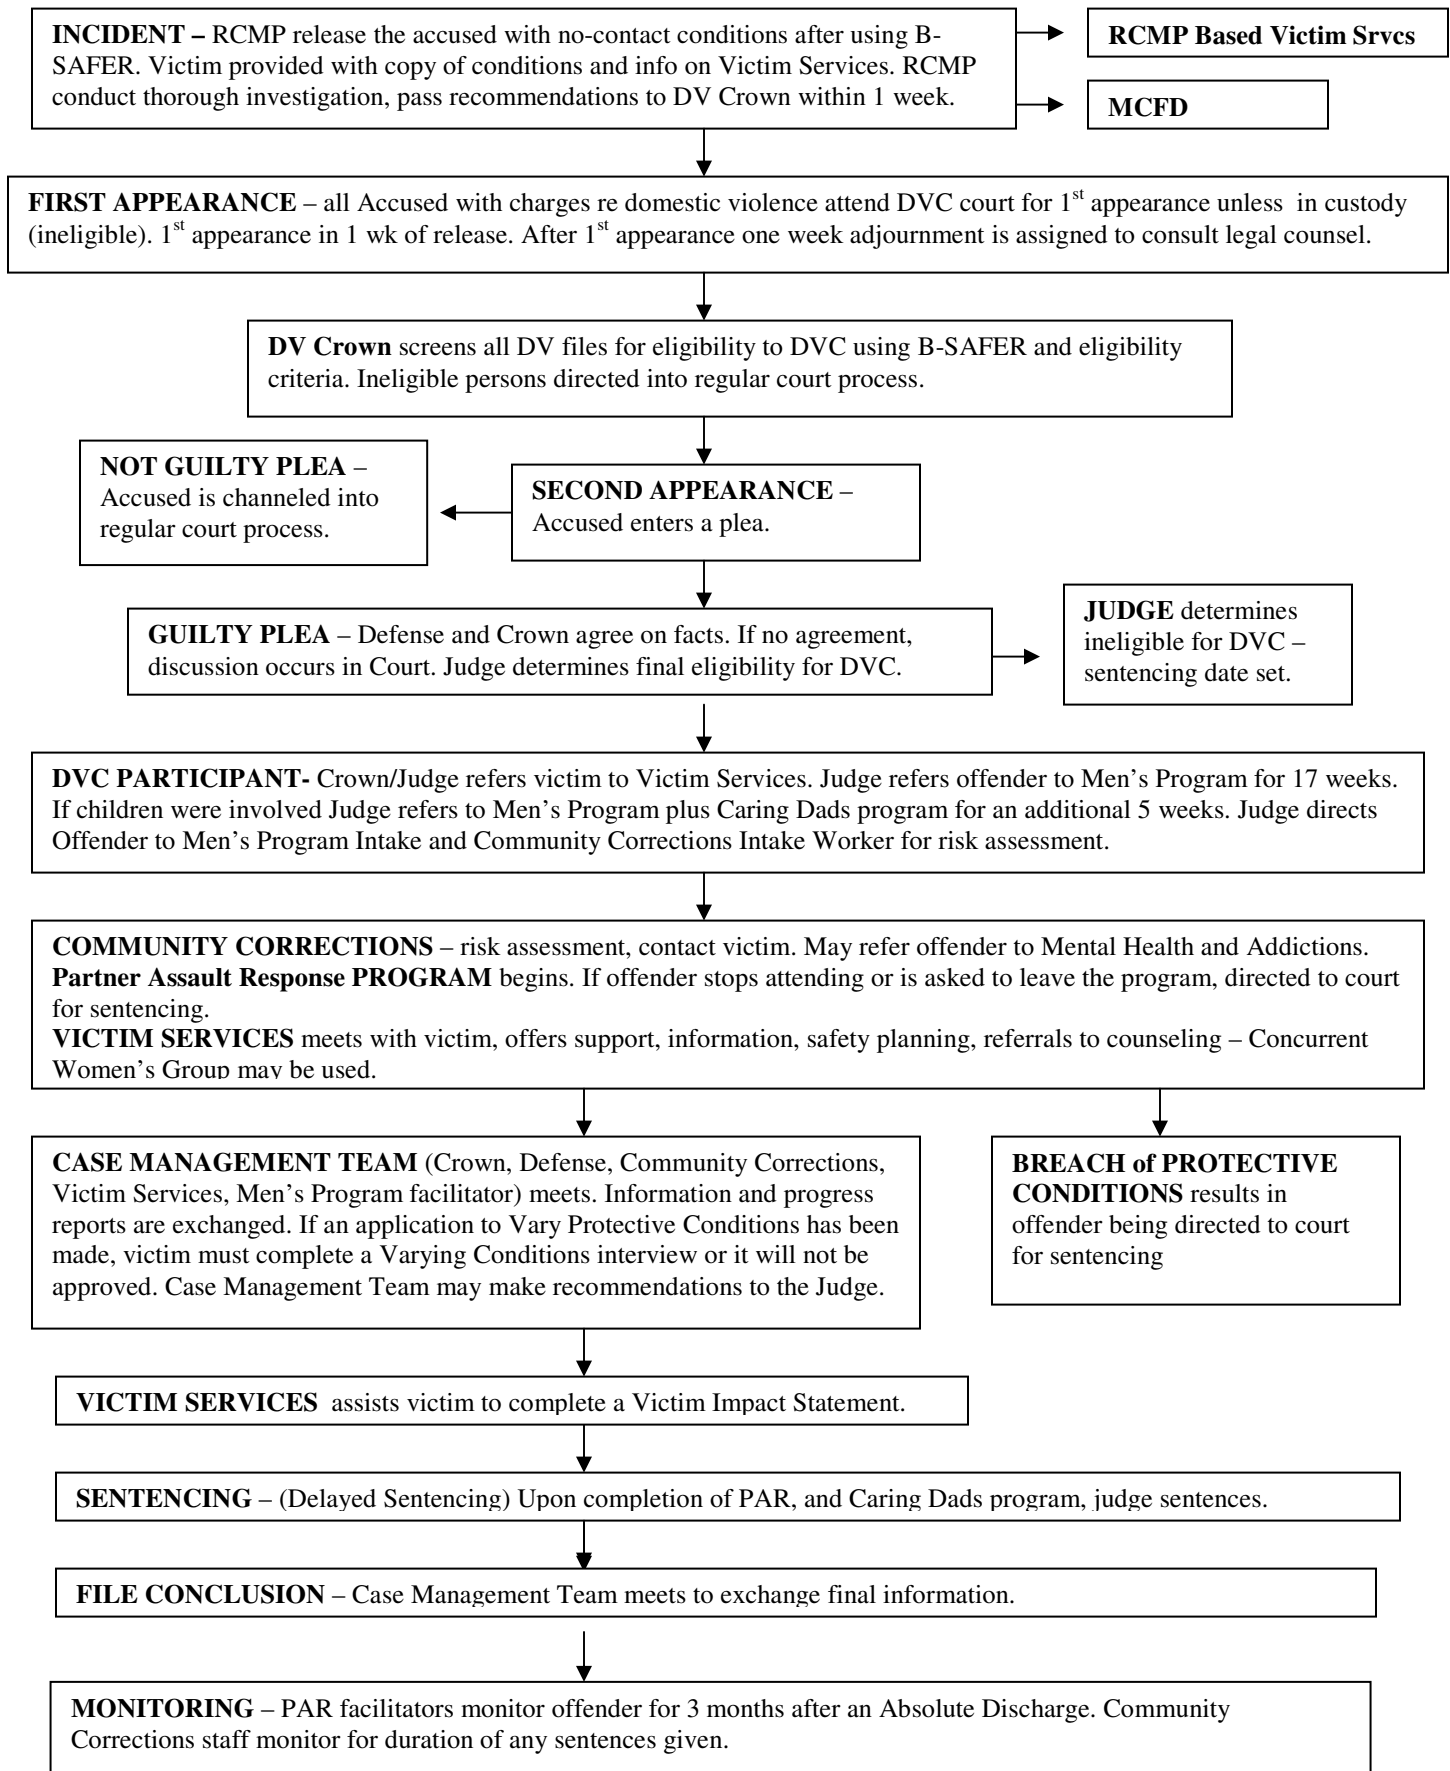 INCIDENT – RCMP release the accused with no-contact conditions after using B-
SAFER. Victim provided with copy of conditions and info on Victim Services. RCMP
conduct thorough investigation, pass recommendations to DV Crown within 1 week.
RCMP Based Victim Srvcs
MCFD
FIRST APPEARANCE – all Accused with charges re domestic violence attend DVC court for 1st appearance unless in custody
(ineligible). 1st appearance in 1 wk of release. After 1st appearance one week adjournment is assigned to consult legal counsel.
DV Crown screens all DV files for eligibility to DVC using B-SAFER and eligibility
criteria. Ineligible persons directed into regular court process.
NOT GUILTY PLEA –
Accused is channeled into
regular court process.
SECOND APPEARANCE –
Accused enters a plea.
GUILTY PLEA – Defense and Crown agree on facts. If no agreement,
discussion occurs in Court. Judge determines final eligibility for DVC.
JUDGE determines
ineligible for DVC –
sentencing date set.
DVC PARTICIPANT- Crown/Judge refers victim to Victim Services. Judge refers offender to Men's Program for 17 weeks.
If children were involved Judge refers to Men's Program plus Caring Dads program for an additional 5 weeks. Judge directs
Offender to Men's Program Intake and Community Corrections Intake Worker for risk assessment.
COMMUNITY CORRECTIONS – risk assessment, contact victim. May refer offender to Mental Health and Addictions.
Partner Assault Response PROGRAM begins. If offender stops attending or is asked to leave the program, directed to court
for sentencing.
VICTIM SERVICES meets with victim, offers support, information, safety planning, referrals to counseling – Concurrent
Women's Group may be used.
CASE MANAGEMENT TEAM (Crown, Defense, Community Corrections,
Victim Services, Men's Program facilitator) meets. Information and progress
reports are exchanged. If an application to Vary Protective Conditions has been
made, victim must complete a Varying Conditions interview or it will not be
approved. Case Management Team may make recommendations to the Judge.
BREACH of PROTECTIVE
CONDITIONS results in
offender being directed to court
for sentencing
VICTIM SERVICES assists victim to complete a Victim Impact Statement.
SENTENCING – (Delayed Sentencing) Upon completion of PAR, and Caring Dads program, judge sentences.
FILE CONCLUSION – Case Management Team meets to exchange final information.
MONITORING – PAR facilitators monitor offender for 3 months after an Absolute Discharge. Community
Corrections staff monitor for duration of any sentences given.